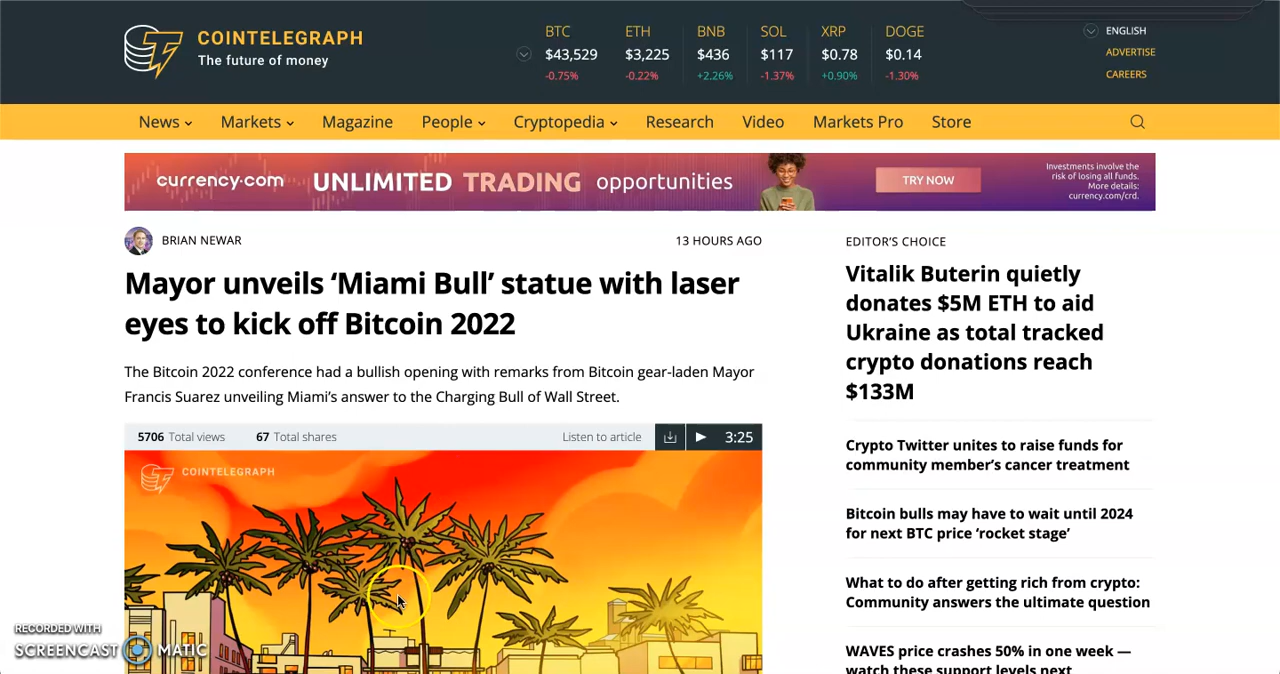 COINTELEGRAPH
The future of money
BTC ETH BNB SOL XRP DOGE
$43,529 $3,225 $436 $117 $0.78 $0.14
-0.75% -0.22% +2.26% -1.37% +0.90% -1.30%
ENGLISH
ADVERTISE
CAREERS
News Markets Magazine People Cryptopedia Research Video Markets Pro Store
currency.com UNLIMITED TRADING opportunities
TRY NOW
Investments involve the
risk of losing all funds.
More details:
currency.com/crd.
BRIAN NEWAR
13 HOURS AGO
Mayor unveils ‘Miami Bull’ statue with laser
eyes to kick off Bitcoin 2022
The Bitcoin 2022 conference had a bullish opening with remarks from Bitcoin gear-laden Mayor
Francis Suarez unveiling Miami’s answer to the Charging Bull of Wall Street.
5706 Total views 67 Total shares Listen to article 3:25
COINTELEGRAPH
EDITOR’S CHOICE
Vitalik Buterin quietly
donates $5M ETH to aid
Ukraine as total tracked
crypto donations reach
$133M
Crypto Twitter unites to raise funds for
community member’s cancer treatment
Bitcoin bulls may have to wait until 2024
for next BTC price ‘rocket stage’
What to do after getting rich from crypto:
Community answers the ultimate question
WAVES price crashes 50% in one week —
watch these support levels next
RECORDED WITH
SCREENCAST MATIC